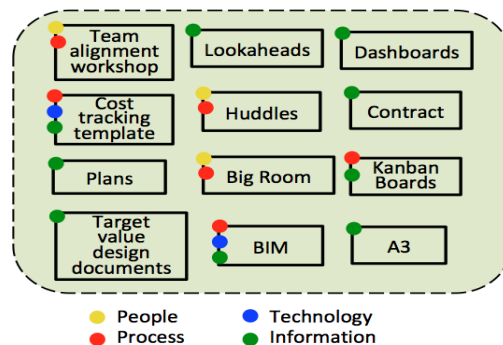 Team
alignment
workshop
Lookaheads
Dashboards
Cost
tracking
template
Huddles
Contract
Plans
Big Room
Kanban
Boards
Target
value
design
documents
BIM
A3
People
Technology
Process
Information